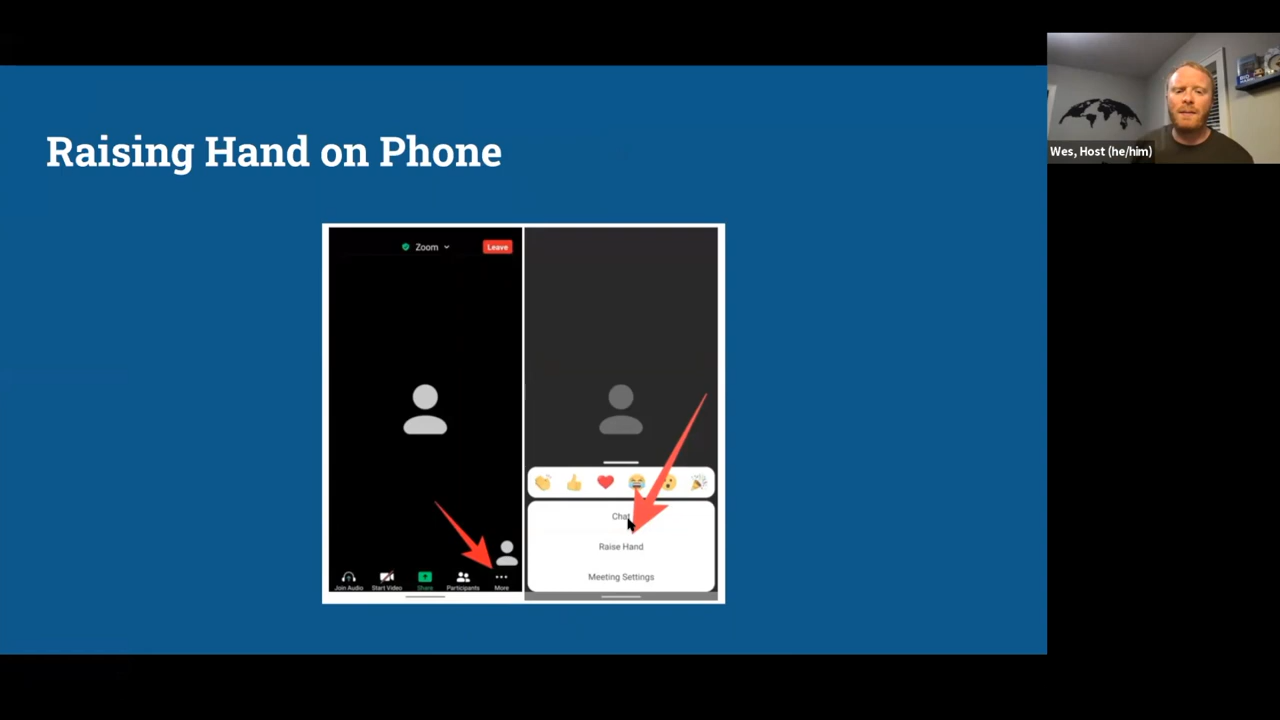 Raising Hand on Phone
Zoom
Leave
Join Audio
Start Video
Share
Participants
More
Chat
Raise Hand
Meeting Settings
Wes, Host (he/him)